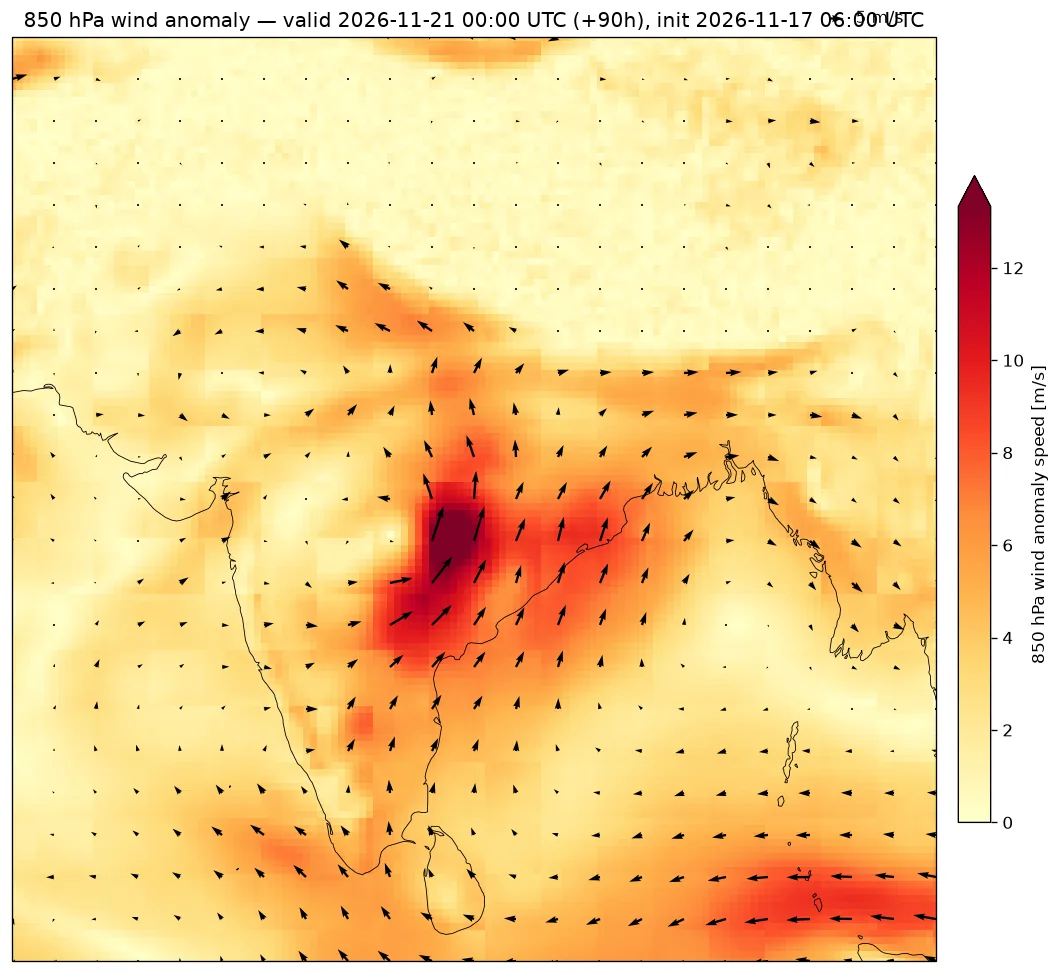 850 hPa wind anomaly — valid 2026-11-21 00:00 UTC (+90h), init 2026-11-17 06:00 UTC
5 m/s
12
10
8
6
4
2
0
850 hPa wind anomaly speed [m/s]